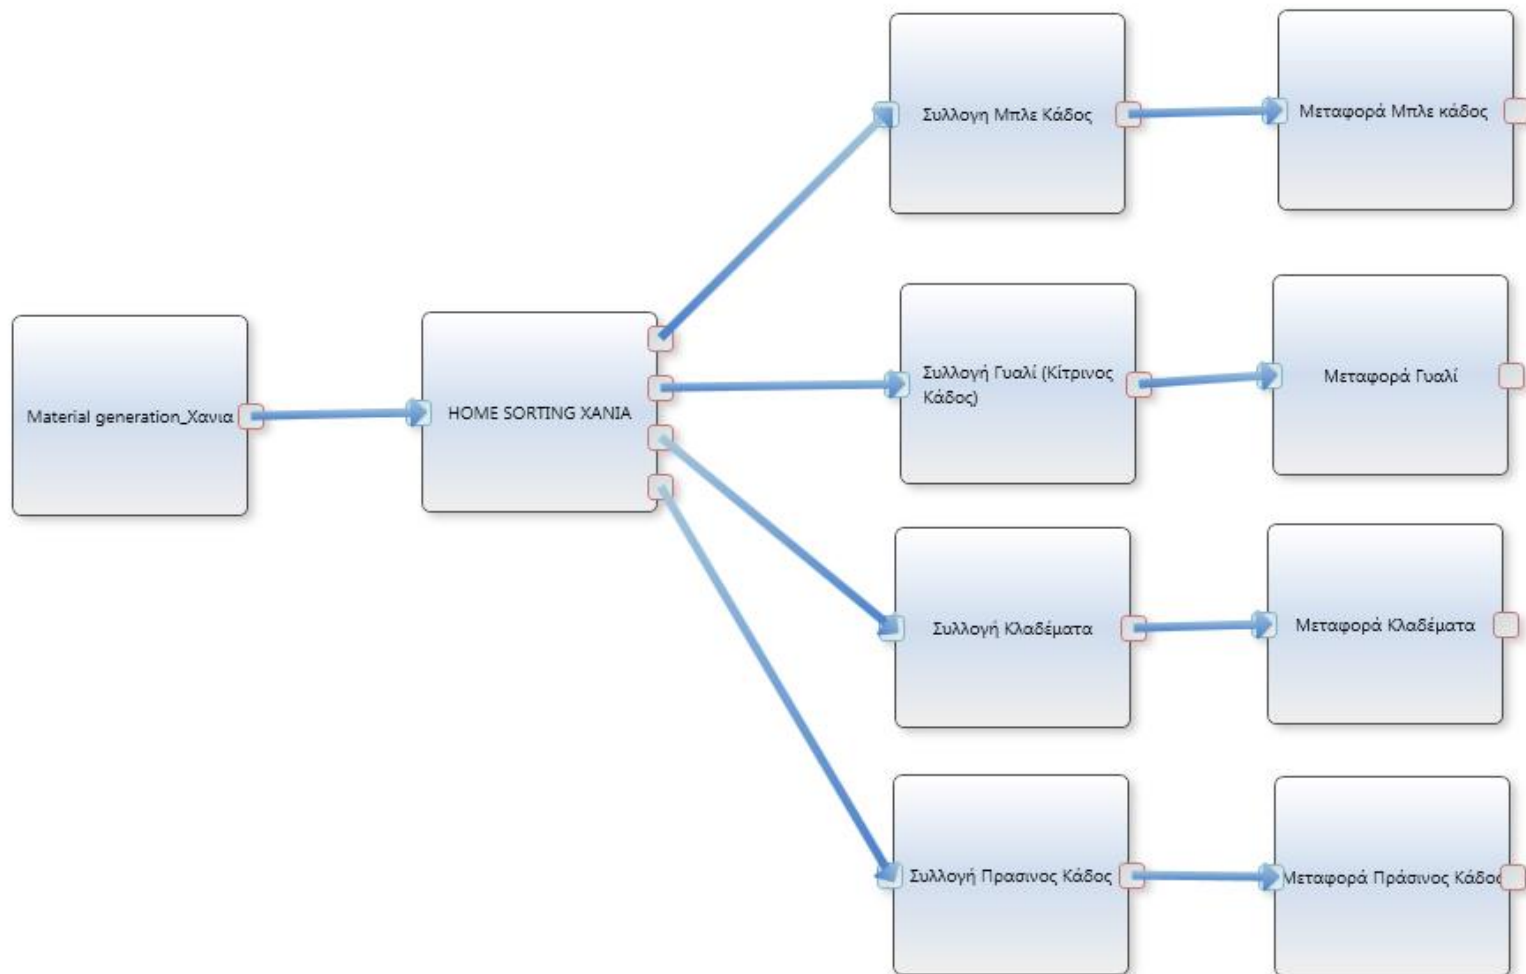 Material generation_Χανια
HOME SORTING XANIA
Συλλογη Μπλε Κάδος
Μεταφορά Μπλε κάδος
Συλλογή Γυαλί (Κίτρινος
Κάδος)
Μεταφορά Γυαλί
Συλλογή Κλαδέματα
Μεταφορά Κλαδέματα
Συλλογή Πρασινος Κάδος
Μεταφορά Πράσινος Κάδος